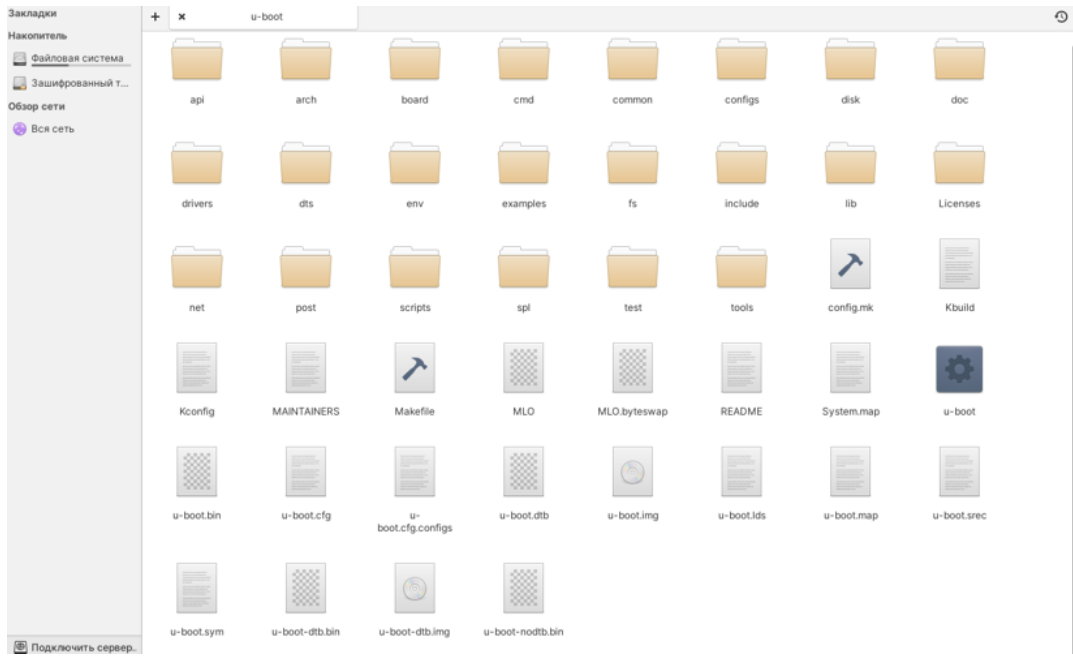 Закладки
Накопитель
Файловая система
Зашифрованный т...
Обзор сети
Вся сеть
Подключить сервер..
+ × u-boot
api arch board cmd common configs disk doc
drivers dts env examples fs include lib Licenses
net post scripts spl test tools config.mk Kbuild
Kconfig MAINTAINERS Makefile MLO MLO.byteswap README System.map u-boot
u-boot.bin u-boot.cfg u-boot.cfg.configs u-boot.dtb u-boot.img u-boot.lds u-boot.map u-boot.srec
u-boot.sym u-boot-dtb.bin u-boot-dtb.img u-boot-nodtb.bin